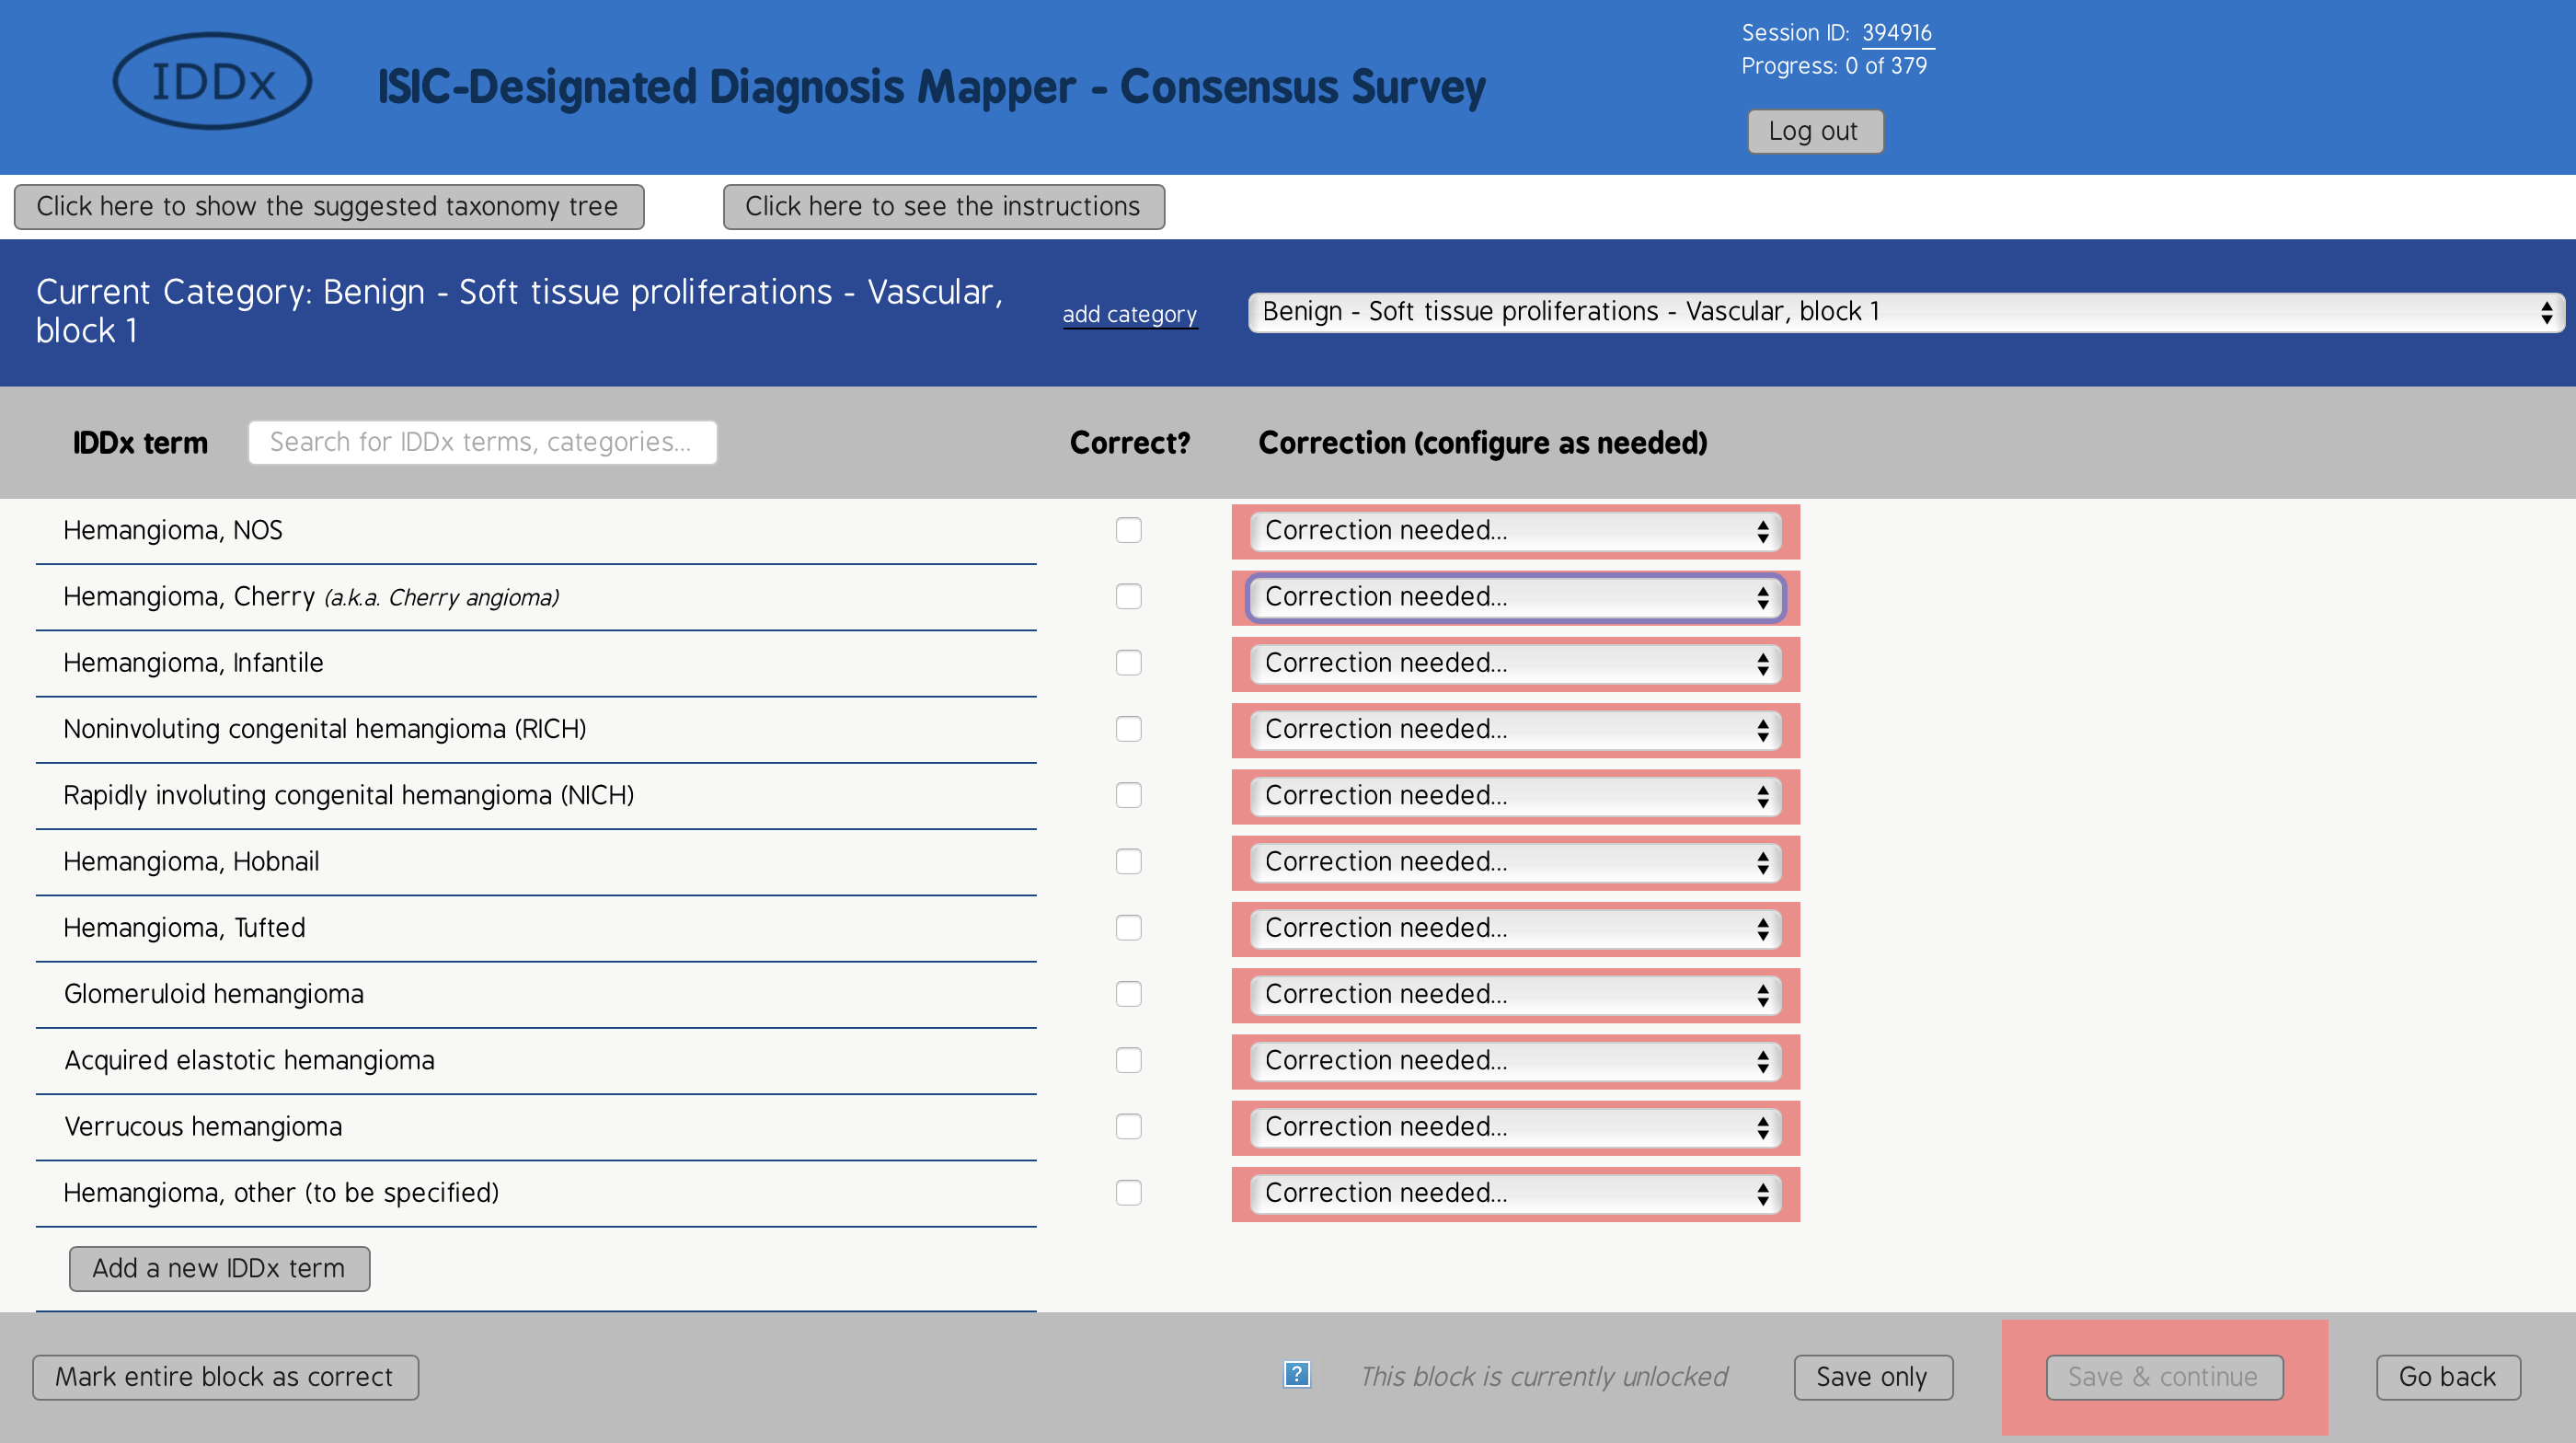 IDDx
ISIC-Designated Diagnosis Mapper - Consensus Survey
Session ID: 394916
Progress: 0 of 379
Log out
Click here to show the suggested taxonomy tree
Click here to see the instructions
Current Category: Benign - Soft tissue proliferations - Vascular,
block 1
add category
Benign - Soft tissue proliferations - Vascular, block 1
IDDx term
Search for IDDx terms, categories...
Correct?
Correction (configure as needed)
Hemangioma, NOS
Correction needed...
Hemangioma, Cherry (a.k.a. Cherry angioma)
Correction needed...
Hemangioma, Infantile
Correction needed...
Noninvoluting congenital hemangioma (RICH)
Correction needed...
Rapidly involuting congenital hemangioma (NICH)
Correction needed...
Hemangioma, Hobnail
Correction needed...
Hemangioma, Tufted
Correction needed...
Glomeruloid hemangioma
Correction needed...
Acquired elastotic hemangioma
Correction needed...
Verrucous hemangioma
Correction needed...
Hemangioma, other (to be specified)
Correction needed...
Add a new IDDx term
Mark entire block as correct
?
This block is currently unlocked
Save only
Save & continue
Go back